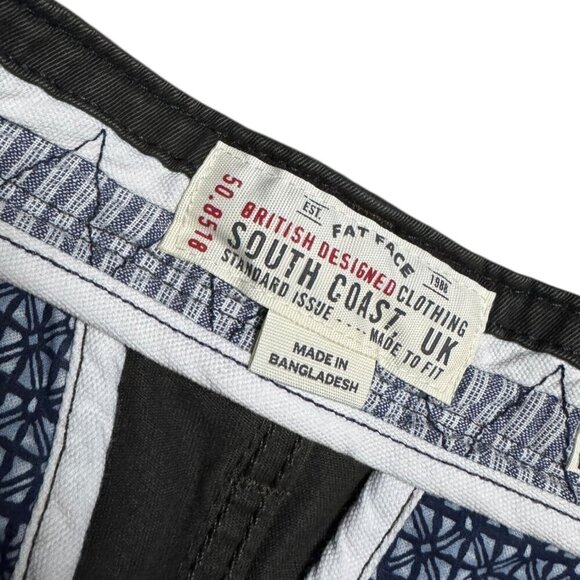 EST. FAT FACE 1988
BRITISH DESIGNED CLOTHING
SOUTH COAST, UK
STANDARD ISSUE .... MADE TO FIT
50.8518
MADE IN
BANGLADESH